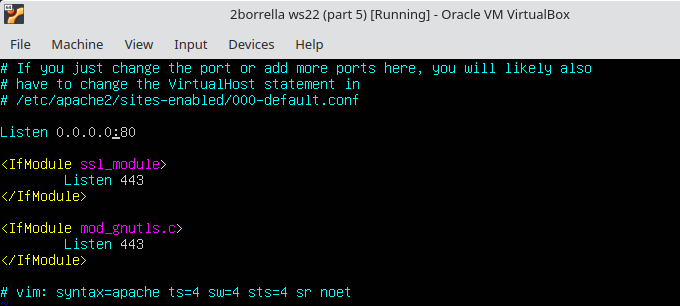 2borrella ws22 (part 5) [Running] - Oracle VM VirtualBox
File Machine View Input Devices Help
# If you just change the port or add more ports here, you will likely also
# have to change the VirtualHost statement in
# /etc/apache2/sites-enabled/000-default.conf
Listen 0.0.0.0:80
<IfModule ssl_module>
Listen 443
</IfModule>
<IfModule mod_gnutls.c>
Listen 443
</IfModule>
# vim: syntax=apache ts=4 sw=4 sts=4 sr noet
~